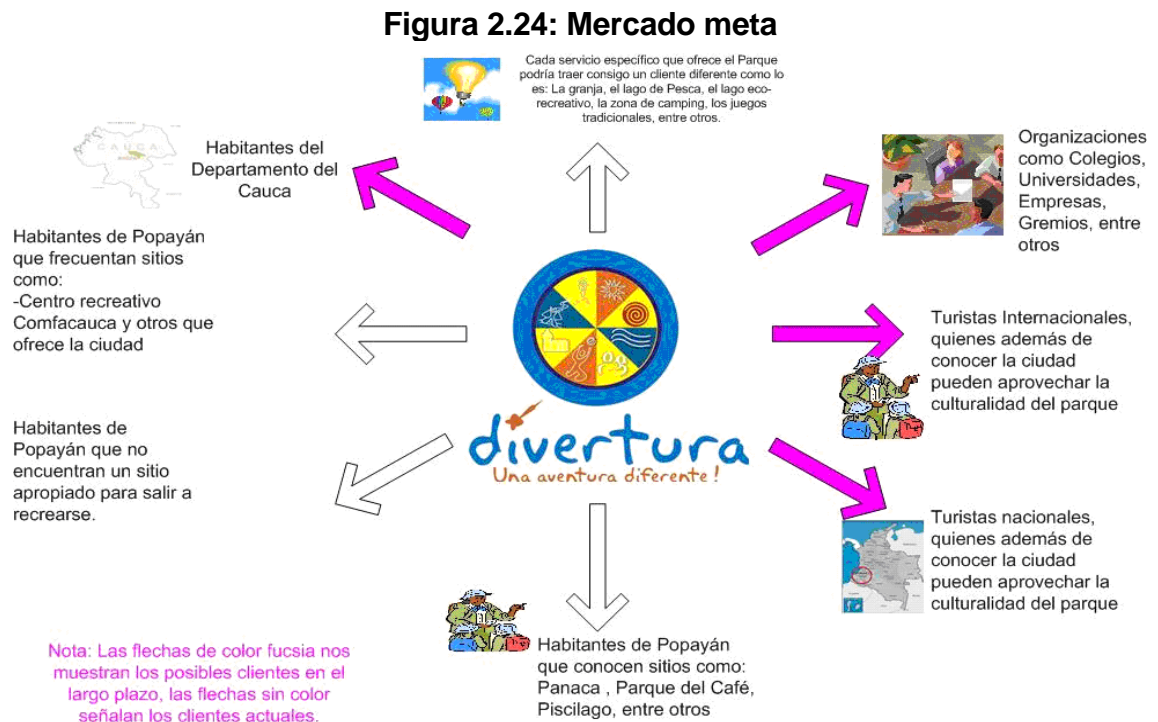 Figura 2.24: Mercado meta
Cada servicio específico que ofrece el Parque
podría traer consigo un cliente diferente como lo
es: La granja, el lago de Pesca, el lago eco-
recreativo, la zona de camping, los juegos
tradicionales, entre otros.
CAUCA
Habitantes del
Departamento del
Cauca
Organizaciones
como Colegios,
Universidades,
Empresas,
Gremios, entre
otros
Habitantes de Popayán
que frecuentan sitios
como:
-Centro recreativo
Comfacauca y otros que
ofrece la ciudad
Turistas Internacionales,
quienes además de
conocer la ciudad
pueden aprovechar la
culturalidad del parque
Habitantes de
Popayán que no
encuentran un sitio
apropiado para salir a
recrearse.
divertura
Una aventura diferente!
Turistas nacionales,
quienes además de
conocer la ciudad
pueden aprovechar la
culturalidad del parque
Habitantes de Popayán
que conocen sitios como:
Panaca , Parque del Café,
Piscilago, entre otros
Nota: Las flechas de color fucsia nos
muestran los posibles clientes en el
largo plazo, las flechas sin color
señalan los clientes actuales.